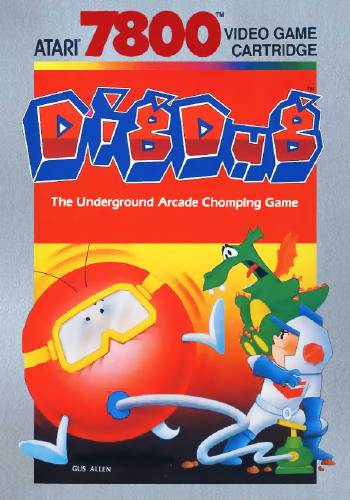 ATARI 7800™ VIDEO GAME
CARTRIDGE
DIG DUG™
The Underground Arcade Chomping Game
GUS ALLEN